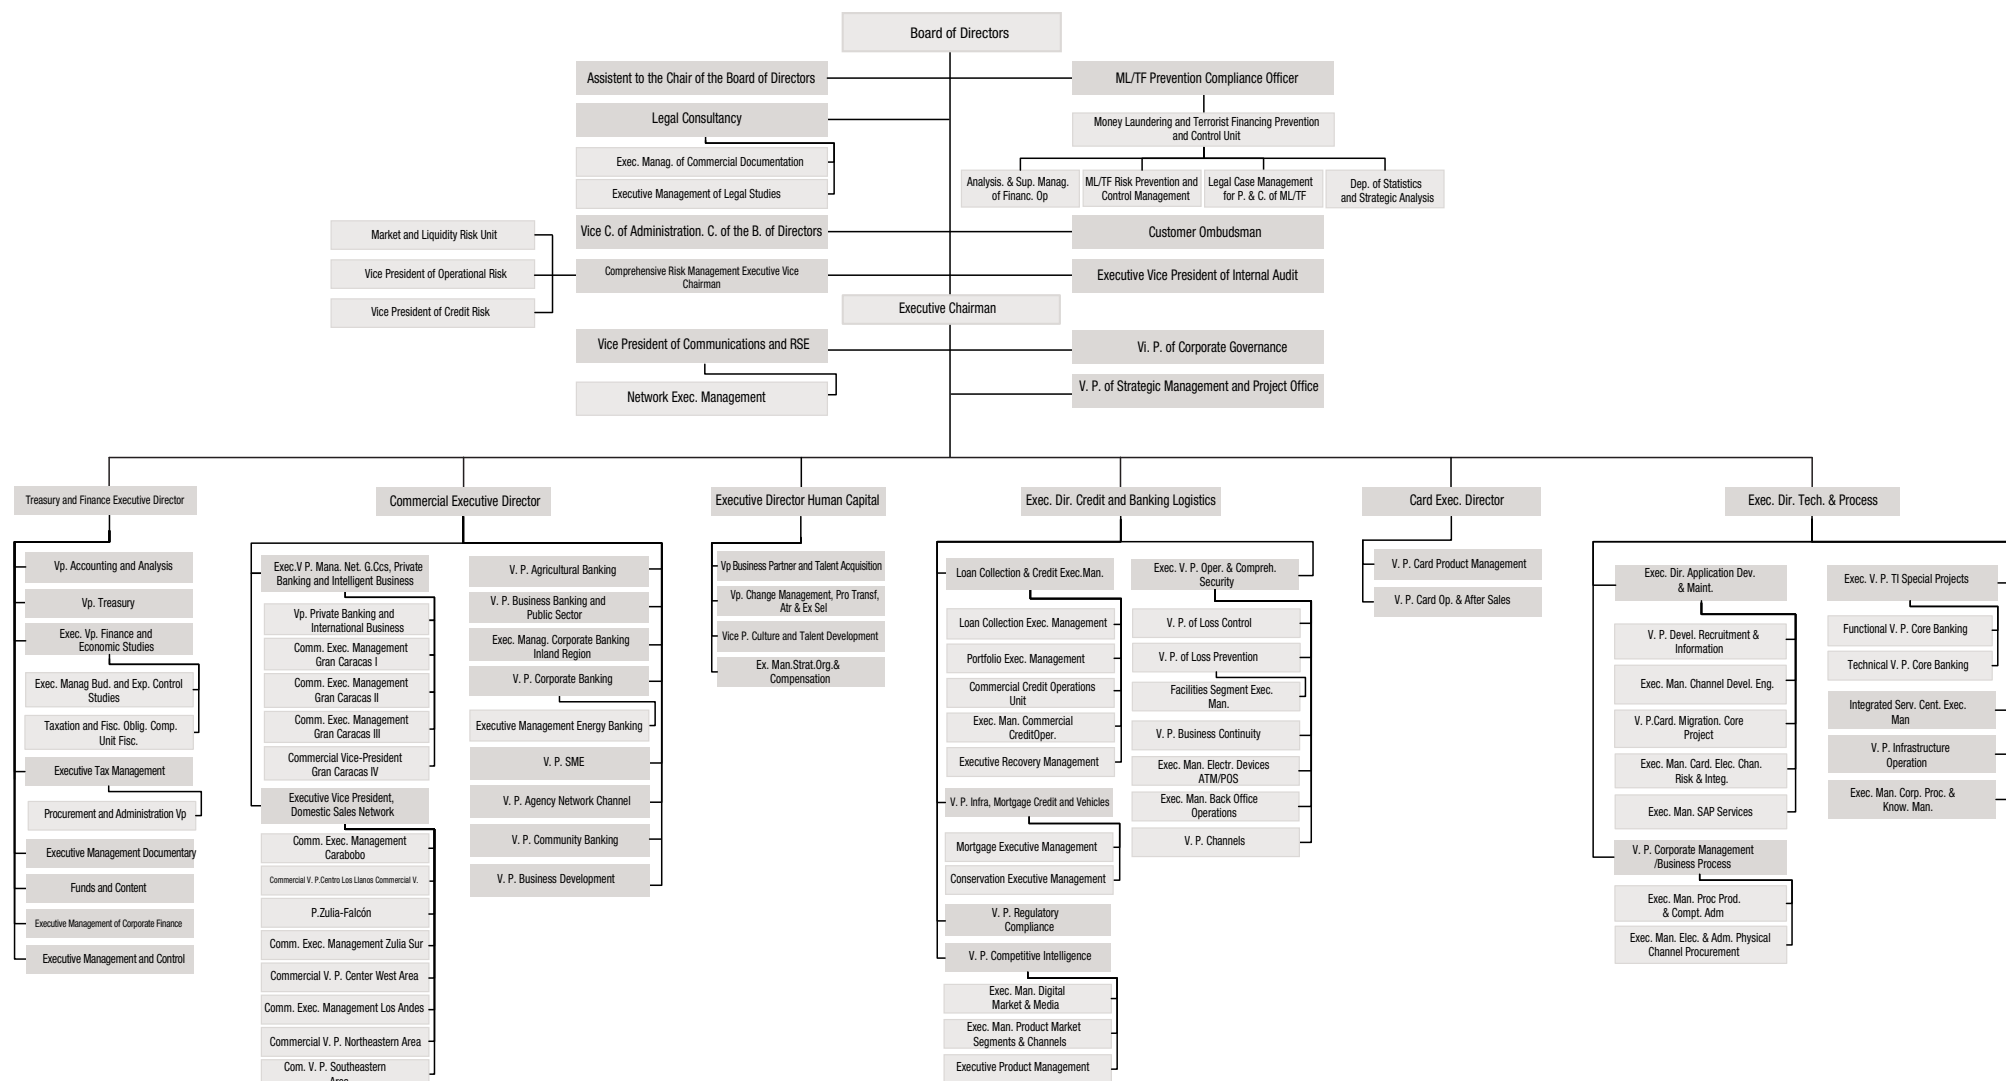 Board of Directors
Assistent to the Chair of the Board of Directors
ML/TF Prevention Compliance Officer
Legal Consultancy
Money Laundering and Terrorist Financing Prevention
and Control Unit
Exec. Manag. of Commercial Documentation
Executive Management of Legal Studies
Analysis. & Sup. Manag.
of Financ. Op
ML/TF Risk Prevention and
Control Management
Legal Case Management
for P. & C. of ML/TF
Dep. of Statistics
and Strategic Analysis
Market and Liquidity Risk Unit
Vice C. of Administration. C. of the B. of Directors
Customer Ombudsman
Vice President of Operational Risk
Comprehensive Risk Management Executive Vice
Chairman
Executive Vice President of Internal Audit
Vice President of Credit Risk
Executive Chairman
Vice President of Communications and RSE
Vi. P. of Corporate Governance
Network Exec. Management
V. P. of Strategic Management and Project Office
Treasury and Finance Executive Director
Vp. Accounting and Analysis
Vp. Treasury
Exec. Vp. Finance and
Economic Studies
Exec. Manag Bud. and Exp. Control
Studies
Taxation and Fisc. Oblig. Comp.
Unit Fisc.
Executive Tax Management
Procurement and Administration Vp
Executive Management Documentary
Funds and Content
Executive Management of Corporate Finance
Executive Management and Control
Commercial Executive Director
Exec.V P. Mana. Net. G.Ccs, Private
Banking and Intelligent Business
Vp. Private Banking and
International Business
Comm. Exec. Management
Gran Caracas I
Comm. Exec. Management
Gran Caracas II
Comm. Exec. Management
Gran Caracas III
Commercial Vice-President
Gran Caracas IV
Executive Vice President,
Domestic Sales Network
Comm. Exec. Management
Carabobo
Commercial V. P.Centro Los Llanos Commercial V.
P.Zulia-Falcón
Comm. Exec. Management Zulia Sur
Commercial V. P. Center West Area
Comm. Exec. Management Los Andes
Commercial V. P. Northeastern Area
Com. V. P. Southeastern
Area
V. P. Agricultural Banking
V. P. Business Banking and
Public Sector
Exec. Manag. Corporate Banking
Inland Region
V. P. Corporate Banking
Executive Management Energy Banking
V. P. SME
V. P. Agency Network Channel
V. P. Community Banking
V. P. Business Development
Executive Director Human Capital
Vp Business Partner and Talent Acquisition
Vp. Change Management, Pro Transf,
Atr & Ex Sel
Vice P. Culture and Talent Development
Ex. Man.Strat.Org.&
Compensation
Exec. Dir. Credit and Banking Logistics
Loan Collection & Credit Exec.Man.
Loan Collection Exec. Management
Portfolio Exec. Management
Commercial Credit Operations
Unit
Exec. Man. Commercial
CreditOper.
Executive Recovery Management
V. P. Infra, Mortgage Credit and Vehicles
Mortgage Executive Management
Conservation Executive Management
V. P. Regulatory
Compliance
V. P. Competitive Intelligence
Exec. Man. Digital
Market & Media
Exec. Man. Product Market
Segments & Channels
Executive Product Management
Exec. V. P. Oper. & Compreh.
Security
V. P. of Loss Control
V. P. of Loss Prevention
Facilities Segment Exec.
Man.
V. P. Business Continuity
Exec. Man. Electr. Devices
ATM/POS
Exec. Man. Back Office
Operations
V. P. Channels
Card Exec. Director
V. P. Card Product Management
V. P. Card Op. & After Sales
Exec. Dir. Tech. & Process
Exec. Dir. Application Dev.
& Maint.
V. P. Devel. Recruitment &
Information
Exec. Man. Channel Devel. Eng.
V. P.Card. Migration. Core
Project
Exec. Man. Card. Elec. Chan.
Risk & Integ.
Exec. Man. SAP Services
V. P. Corporate Management
/Business Process
Exec. Man. Proc Prod.
& Compt. Adm
Exec. Man. Elec. & Adm. Physical
Channel Procurement
Exec. V. P. TI Special Projects
Functional V. P. Core Banking
Technical V. P. Core Banking
Integrated Serv. Cent. Exec.
Man
V. P. Infrastructure
Operation
Exec. Man. Corp. Proc. &
Know. Man.